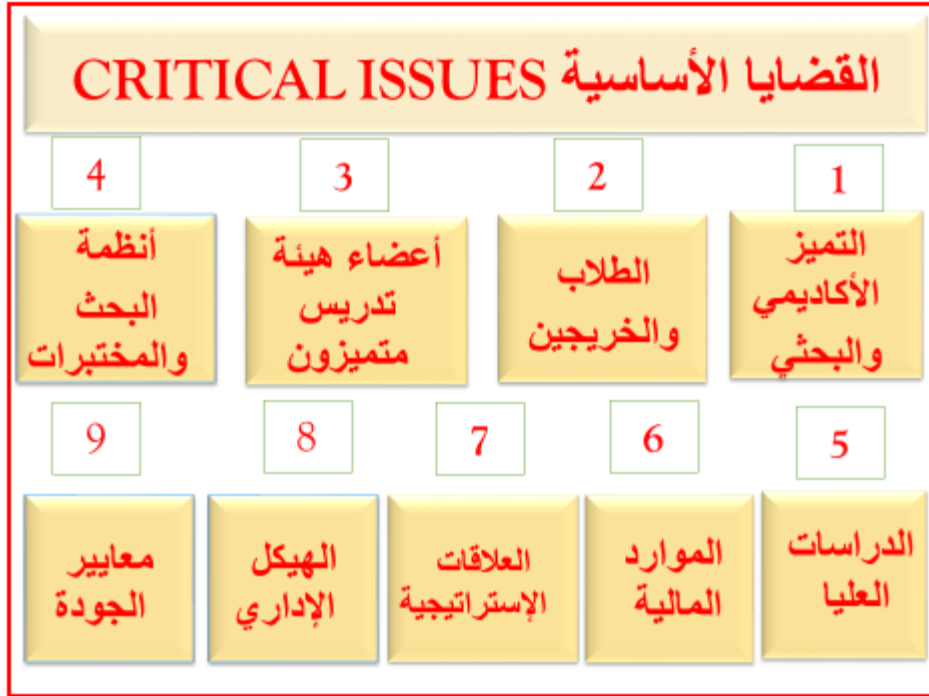 القضايا الأساسية CRITICAL ISSUES
1
التميز
الأكاديمي
والبحثي
2
الطلاب
والخريجين
3
أعضاء هيئة
تدريس
متميزون
4
أنظمة
البحث
والمختبرات
5
الدراسات
العليا
6
الموارد
المالية
7
العلاقات
الإستراتيجية
8
الهيكل
الإداري
9
معايير
الجودة